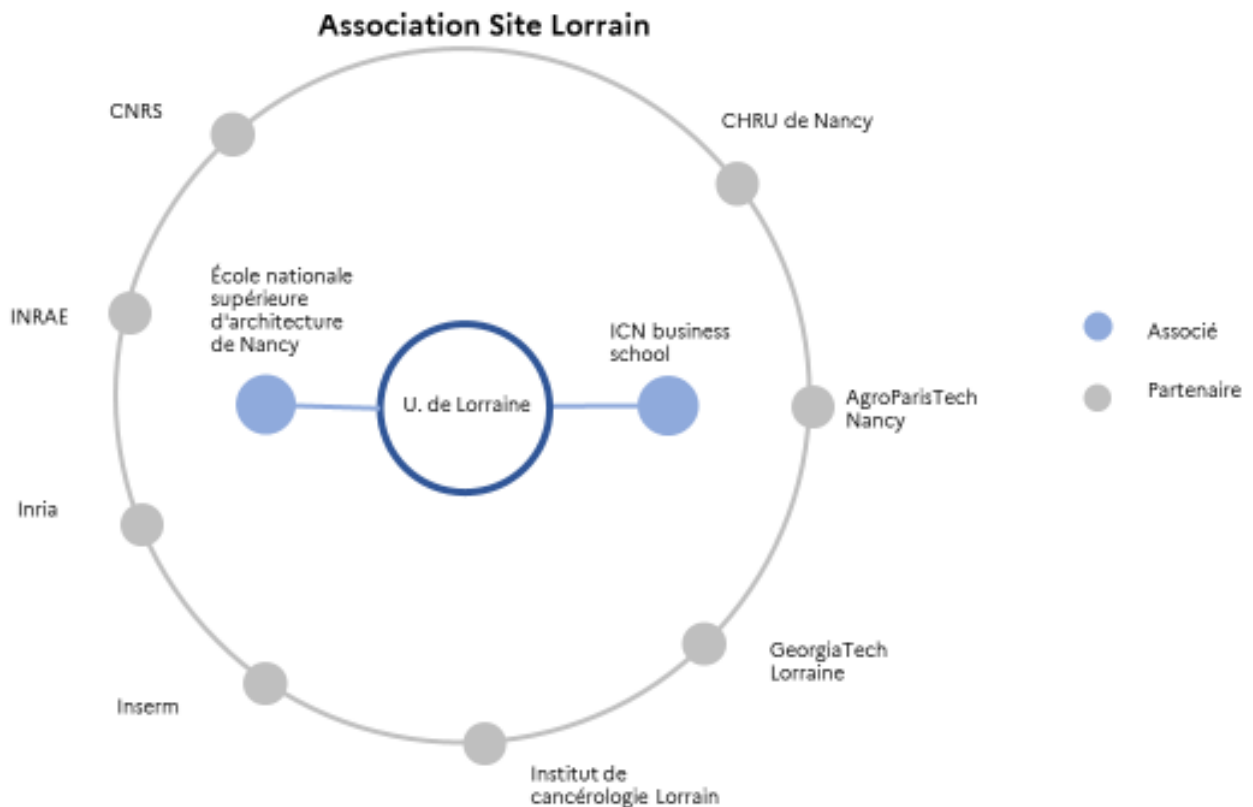 Association Site Lorrain
CNRS
CHRU de Nancy
École nationale
supérieure
d'architecture
de Nancy
INRAE
ICN business
school
Associé
U. de Lorraine
Partenaire
AgroParisTech
Nancy
Inria
GeorgiaTech
Lorraine
Inserm
Institut de
cancérologie Lorrain